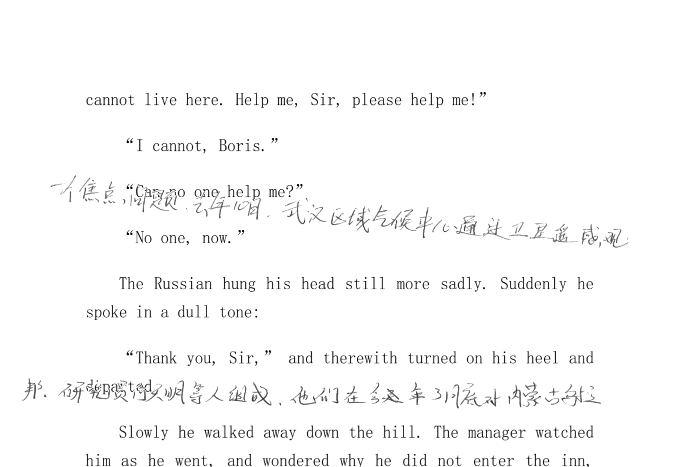 cannot live here. Help me, Sir, please help me!”
“I cannot, Boris.”
“Can no one help me?”
一个焦点问题.去年10月.武汉区域气候中心通过卫星遥感,观
“No one, now.”
The Russian hung his head still more sadly. Suddenly he
spoke in a dull tone:
“Thank you, Sir,” and therewith turned on his heel and
departed.
邦、研究员 明等人组成.他们在 年3月底对内蒙古
Slowly he walked away down the hill. The manager watched
him as he went, and wondered why he did not enter the inn,